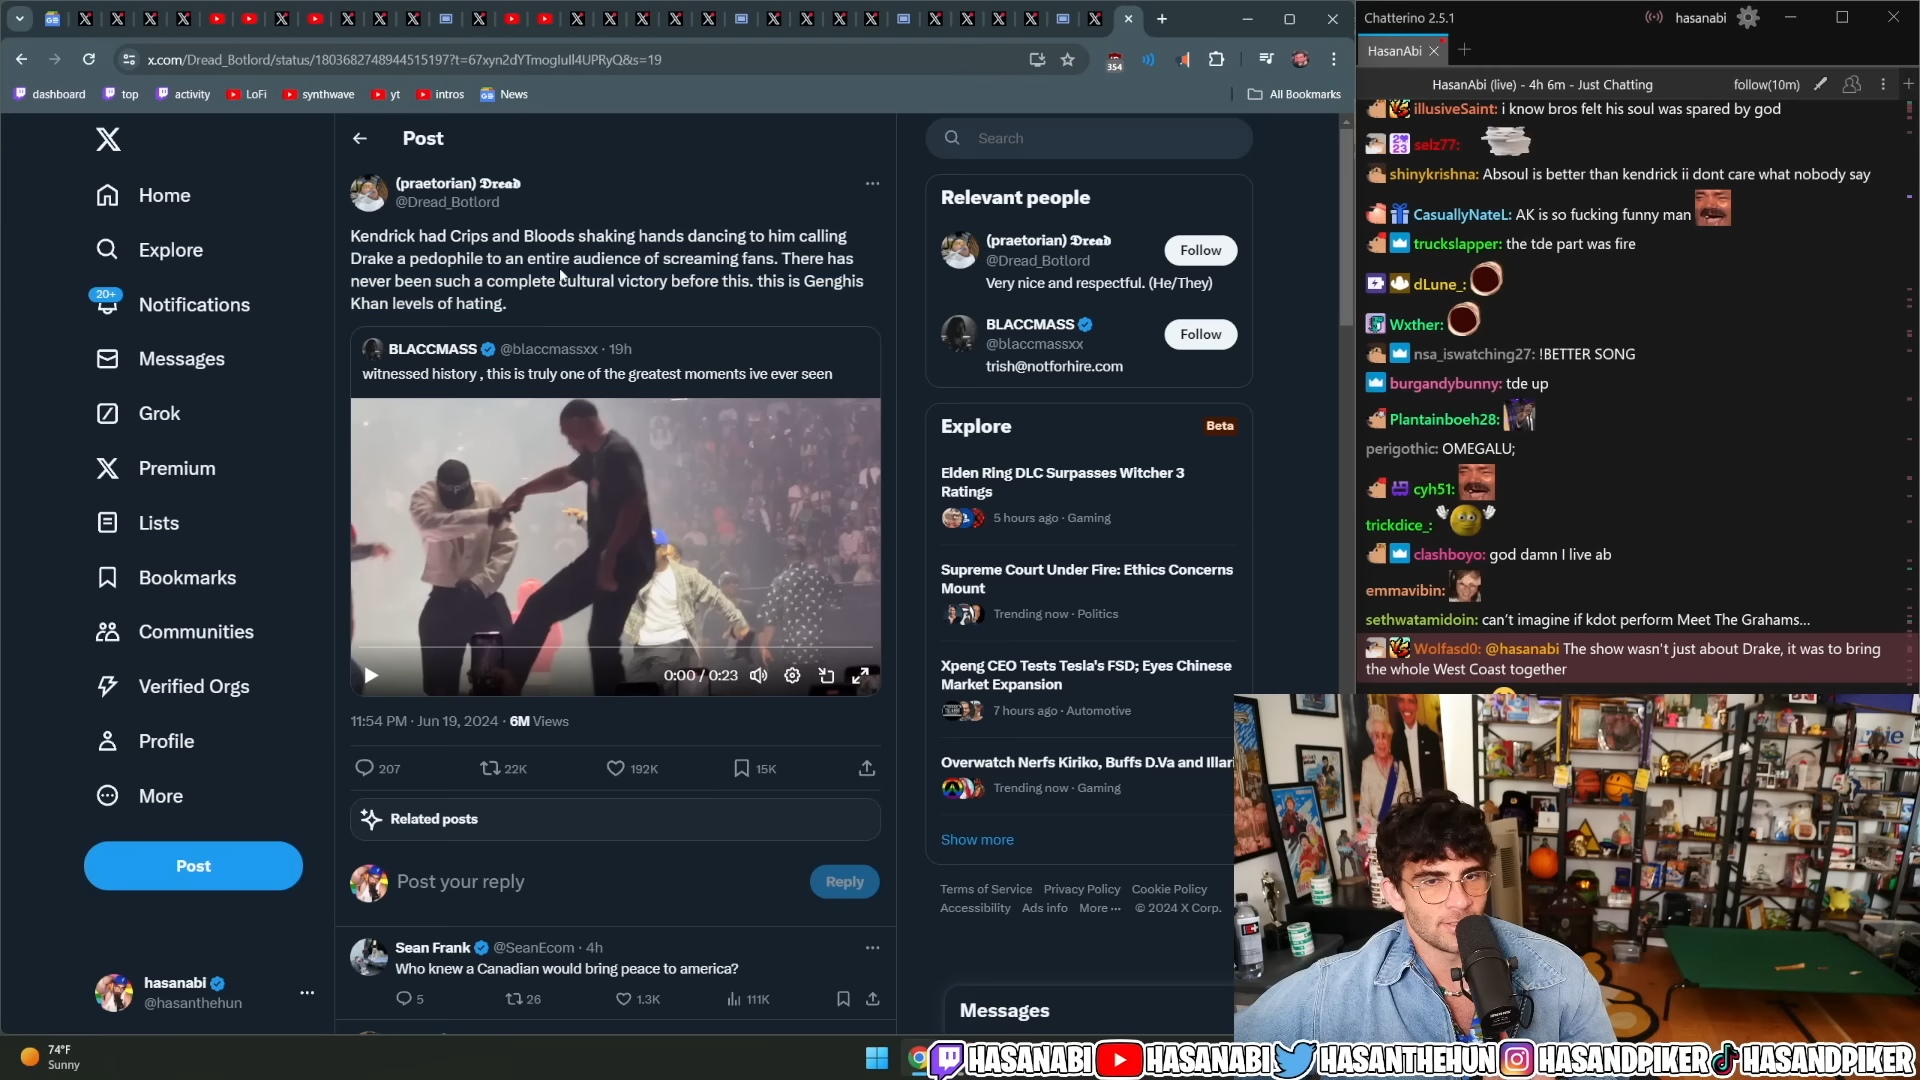 x.com/Dread_Botlord/status/1803682748944515197?t=67xyn2dYTmogIuIl4UPRyQ&s=19
354
dashboard
top
activity
LoFi
synthwave
yt
intros
News
All Bookmarks
Home
Explore
20+
Notifications
Messages
Grok
Premium
Lists
Bookmarks
Communities
Verified Orgs
Profile
More
Post
hasanabi
@hasanthehun
Post
(praetorian) 𝕯𝖗𝖊𝖆𝖉
@Dread_Botlord
Kendrick had Crips and Bloods shaking hands dancing to him calling
Drake a pedophile to an entire audience of screaming fans. There has
never been such a complete cultural victory before this. this is Genghis
Khan levels of hating.
BLACCMASS @blaccmassxx · 19h
witnessed history , this is truly one of the greatest moments ive ever seen
0:00 / 0:23
11:54 PM · Jun 19, 2024 · 6M Views
207
22K
192K
15K
Related posts
Post your reply
Reply
Sean Frank @SeanEcom · 4h
Who knew a Canadian would bring peace to america?
5
26
1.3K
111K
Search
Relevant people
(praetorian) 𝕯𝖗𝖊𝖆𝖉
@Dread_Botlord
Follow
Very nice and respectful. (He/They)
BLACCMASS
@blaccmassxx
Follow
trish@notforhire.com
Explore
Beta
Elden Ring DLC Surpasses Witcher 3
Ratings
5 hours ago · Gaming
Supreme Court Under Fire: Ethics Concerns
Mount
Trending now · Politics
Xpeng CEO Tests Tesla's FSD; Eyes Chinese
Market Expansion
7 hours ago · Automotive
Overwatch Nerfs Kiriko, Buffs D.Va and Illari
Trending now · Gaming
Show more
Terms of Service Privacy Policy Cookie Policy
Accessibility Ads info More ··· © 2024 X Corp.
Messages
Chatterino 2.5.1
hasanabi
HasanAbi
HasanAbi (live) - 4h 6m - Just Chatting
follow(10m)
illusiveSaint: i know bros felt his soul was spared by god
selz77:
shinykrishna: Absoul is better than kendrick ii dont care what nobody say
CasuallyNateL: AK is so fucking funny man
truckslapper: the tde part was fire
dLune_:
Wxther:
nsa_iswatching27: !BETTER SONG
burgandybunny: tde up
Plantainboeh28:
perigothic: OMEGALU;
cyh51:
trickdice_:
clashboyo: god damn I live ab
emmavibin:
sethwatamidoin: can't imagine if kdot perform Meet The Grahams...
Wolfasd0: @hasanabi The show wasn't just about Drake, it was to bring
the whole West Coast together
74°F
Sunny
HASANABI
HASANABI
HASANTHEHUN
HASANDPIKER
HASANDPIKER